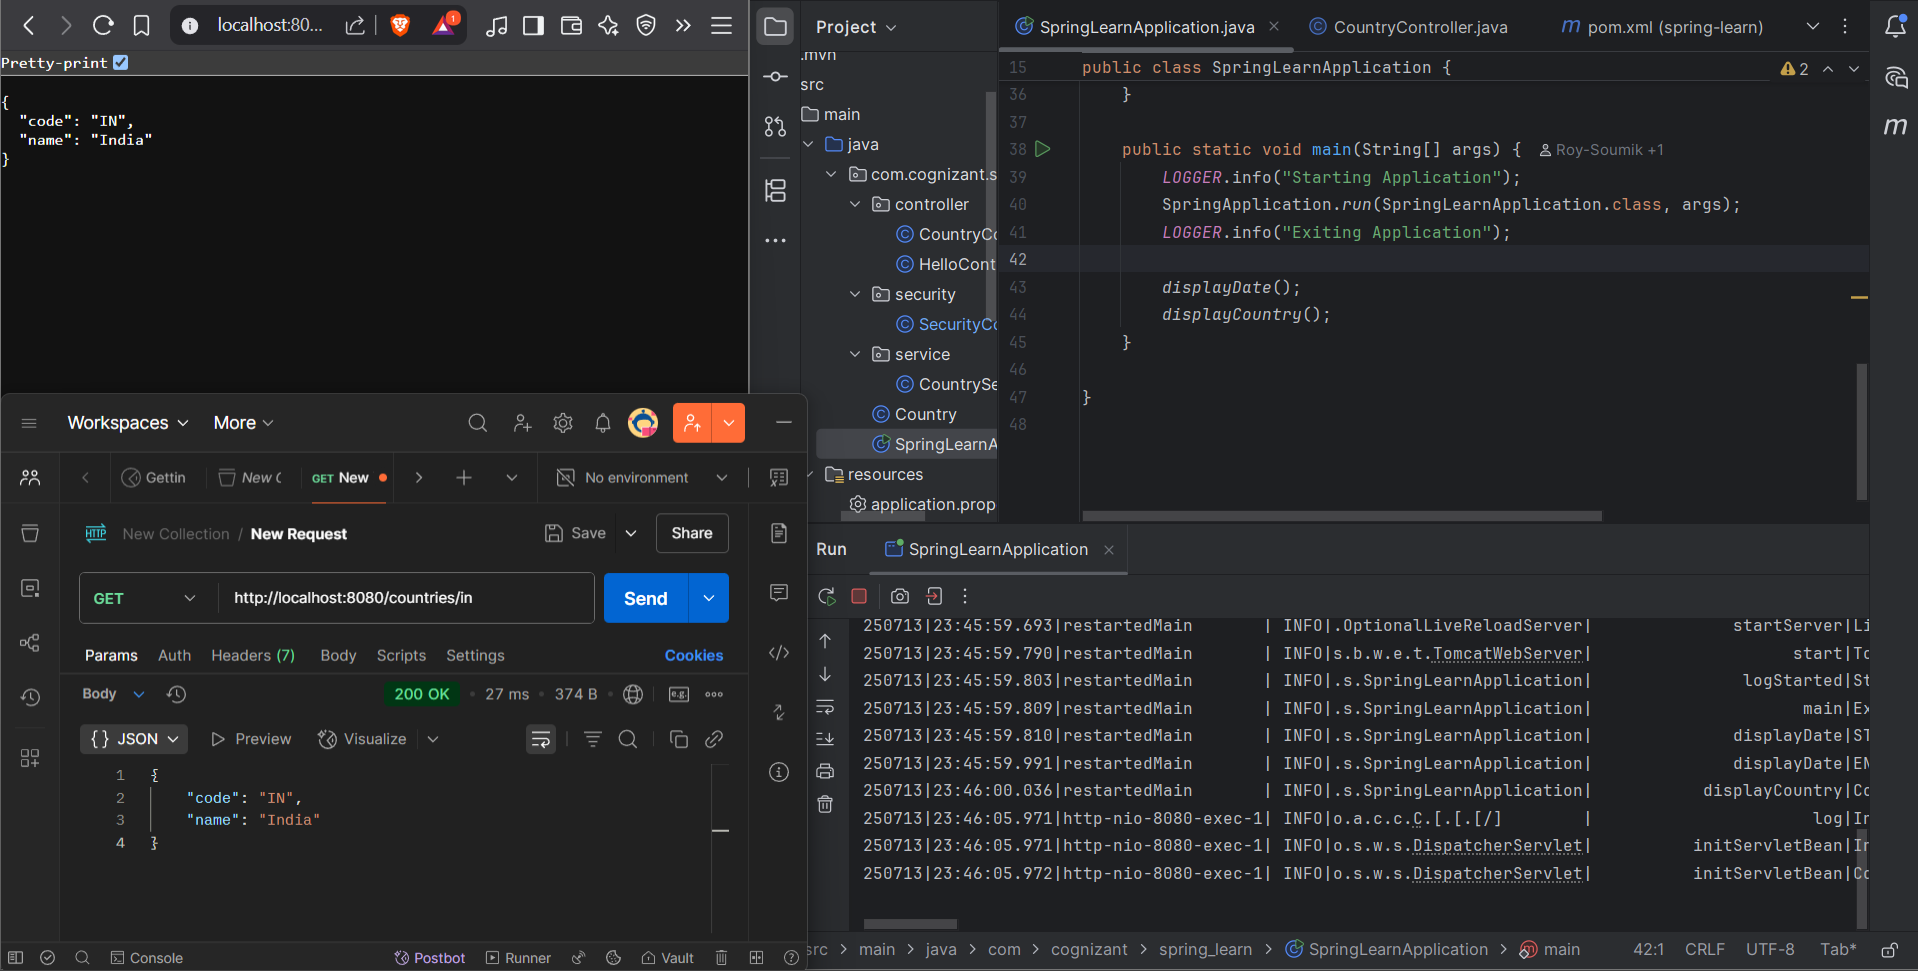 localhost:80...
1
Pretty-print
{
"code": "IN",
"name": "India"
}
Project
.mvn
src
main
java
com.cognizant.s
controller
CountryCo
HelloCont
security
SecurityCo
service
CountrySe
Country
SpringLearnA
resources
application.prop
SpringLearnApplication.java
CountryController.java
m pom.xml (spring-learn)
m
15 public class SpringLearnApplication {
2
36 }
37
38 public static void main(String[] args) { Roy-Soumik +1
39 LOGGER.info("Starting Application");
40 SpringApplication.run(SpringLearnApplication.class, args);
41 LOGGER.info("Exiting Application");
42
43 displayDate();
44 displayCountry();
45 }
46
47 }
48
Workspaces More
Gettin New C GET New No environment
HTTP New Collection / New Request Save Share
GET http://localhost:8080/countries/in Send
Params Auth Headers (7) Body Scripts Settings Cookies
Body 200 OK 27 ms 374 B e.g.
{} JSON Preview Visualize
1 {
2 "code": "IN",
3 "name": "India"
4 }
Console Postbot Runner Vault
Run SpringLearnApplication
250713|23:45:59.693|restartedMain | INFO|.OptionalLiveReloadServer| startServer|Li
250713|23:45:59.790|restartedMain | INFO|s.b.w.e.t.TomcatWebServer| start|To
250713|23:45:59.803|restartedMain | INFO|.s.SpringLearnApplication| logStarted|St
250713|23:45:59.809|restartedMain | INFO|.s.SpringLearnApplication| main|Ex
250713|23:45:59.810|restartedMain | INFO|.s.SpringLearnApplication| displayDate|ST
250713|23:45:59.991|restartedMain | INFO|.s.SpringLearnApplication| displayDate|EN
250713|23:46:00.036|restartedMain | INFO|.s.SpringLearnApplication| displayCountry|Co
250713|23:46:05.971|http-nio-8080-exec-1| INFO|o.a.c.c.C.[.[.[/] | log|In
250713|23:46:05.971|http-nio-8080-exec-1| INFO|o.s.w.s.DispatcherServlet| initServletBean|In
250713|23:46:05.972|http-nio-8080-exec-1| INFO|o.s.w.s.DispatcherServlet| initServletBean|Co
src > main > java > com > cognizant > spring_learn > SpringLearnApplication > main 42:1 CRLF UTF-8 Tab*